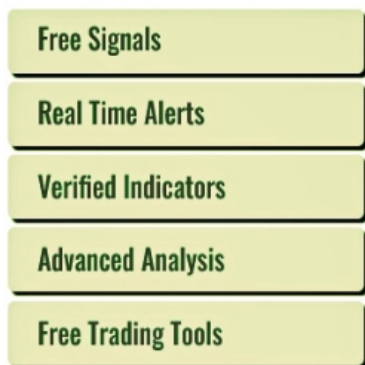 Free Signals
Real Time Alerts
Verified Indicators
Advanced Analysis
Free Trading Tools